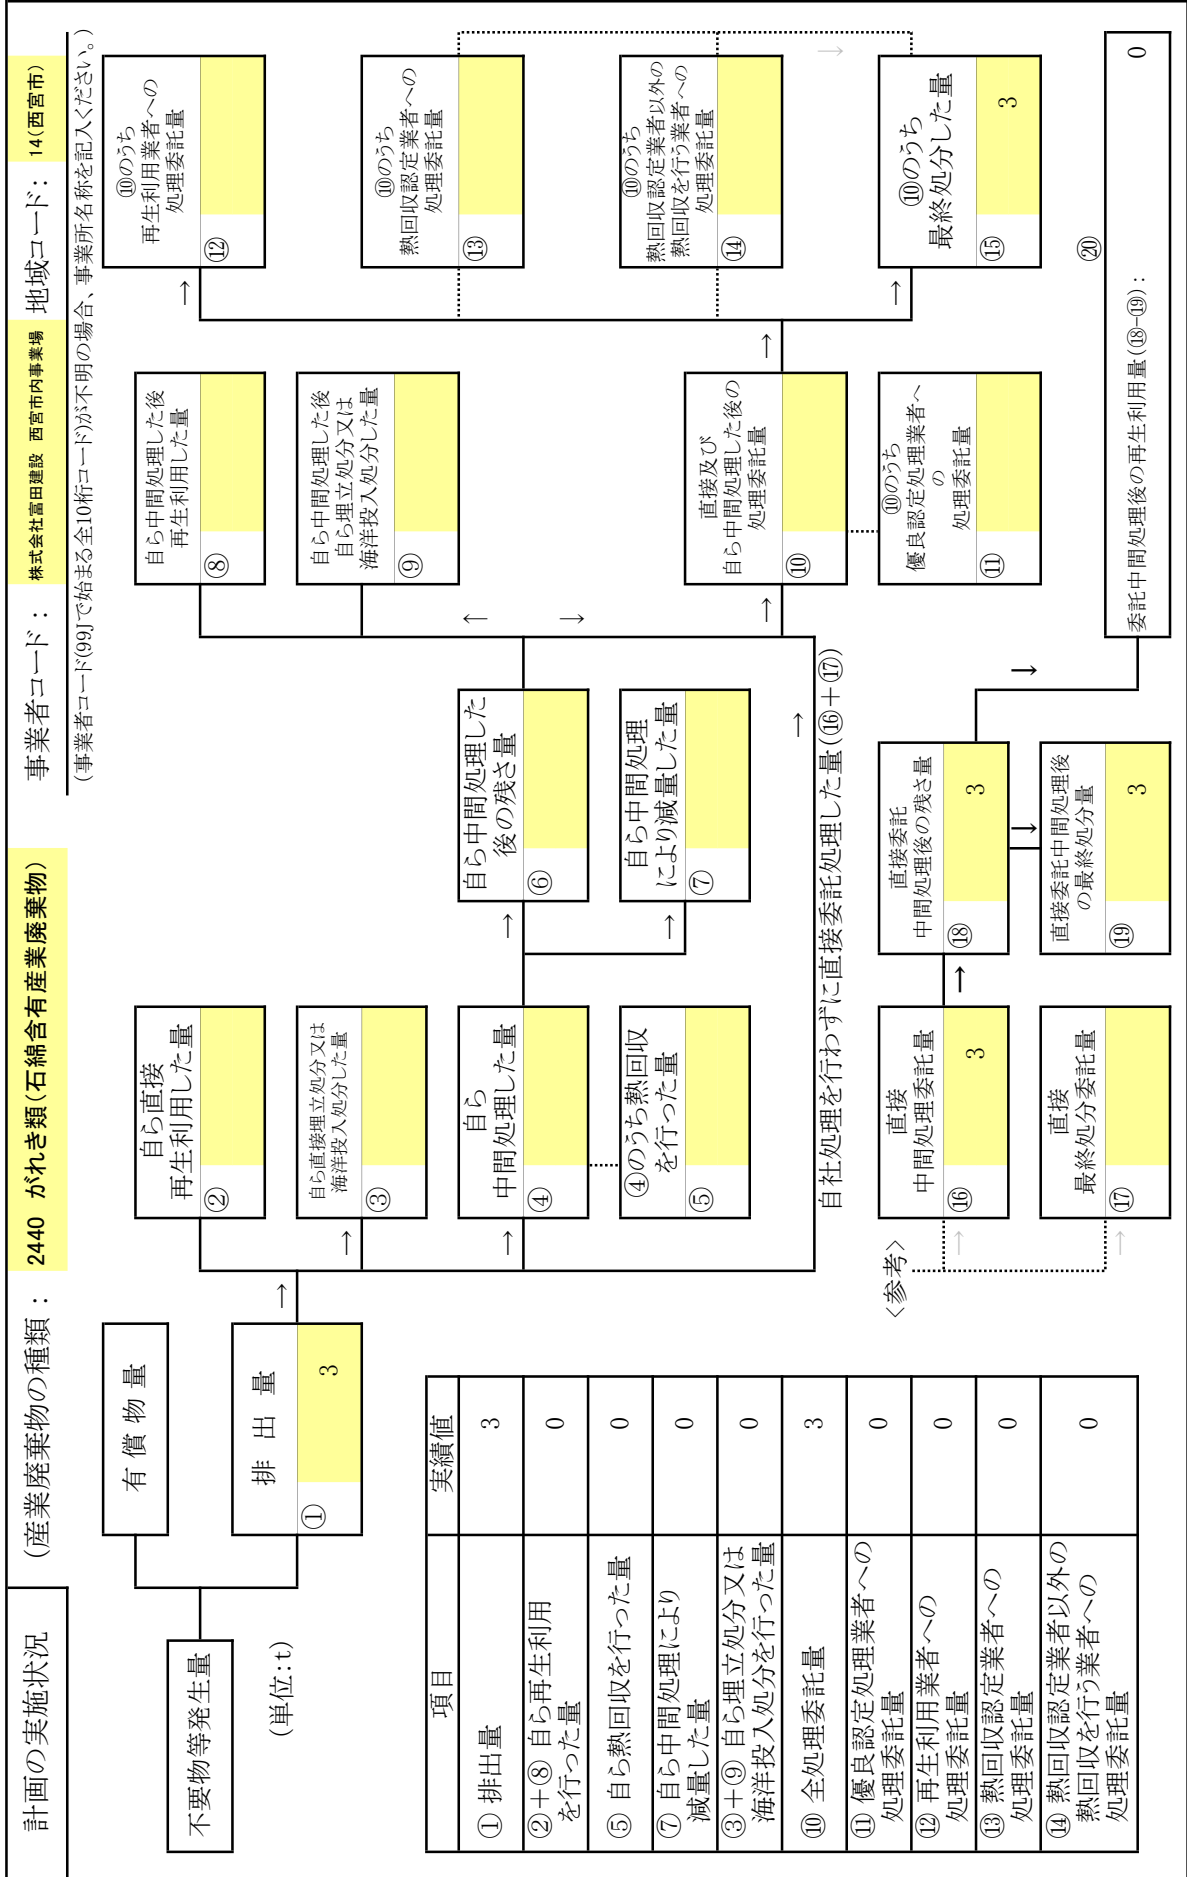 計画の実施状況
(産業廃棄物の種類：
2440 がれき類(石綿含有産業廃棄物)
事業者コード：
株式会社富田建設 西宮市内事業場
地域コード：
14(西宮市)
(事業者コード(99Jで始まる全10桁コード)が不明の場合、事業所名称を記入ください。)
不要物等発生量
(単位:t)
有 償 物 量
排 出 量
①
3
→
自ら直接
再生利用した量
②
→
自ら直接埋立処分又は
海洋投入処分した量
③
→
自ら
中間処理した量
④
④のうち熱回収
を行った量
⑤
→
自ら中間処理した
後の残さ量
⑥
→
自ら中間処理
により減量した量
⑦
自ら中間処理した後
再生利用した量
⑧
自ら中間処理した後
自ら埋立処分又は
海洋投入処分した量
⑨
↑
↓
→
自社処理を行わずに直接委託処理した量(⑯＋⑰)
→
直接及び
自ら中間処理した後の
処理委託量
⑩
⑩のうち
優良認定処理業者へ
の
処理委託量
⑪
→
→
⑩のうち
再生利用業者への
処理委託量
⑫
⑩のうち
熱回収認定業者への
処理委託量
⑬
⑩のうち
熱回収認定業者以外の
熱回収を行う業者への
処理委託量
⑭
↓
→
⑩のうち
最終処分した量
⑮
3
＜参考＞
→
直接
中間処理委託量
⑯
3
→
直接
最終処分委託量
⑰
→
直接委託
中間処理後の残さ量
⑱
3
↓
直接委託中間処理後
の最終処分量
⑲
3
↓
⑳
委託中間処理後の再生利用量(⑱-⑲)：
0
項目
実績値
① 排出量
3
②＋⑧ 自ら再生利用
を行った量
0
⑤ 自ら熱回収を行った量
0
⑦ 自ら中間処理により
減量した量
0
③＋⑨ 自ら埋立処分又は
海洋投入処分を行った量
0
⑩ 全処理委託量
3
⑪ 優良認定処理業者への
処理委託量
0
⑫ 再生利用業者への
処理委託量
0
⑬ 熱回収認定業者への
処理委託量
0
⑭ 熱回収認定業者以外の
熱回収を行う業者への
処理委託量
0